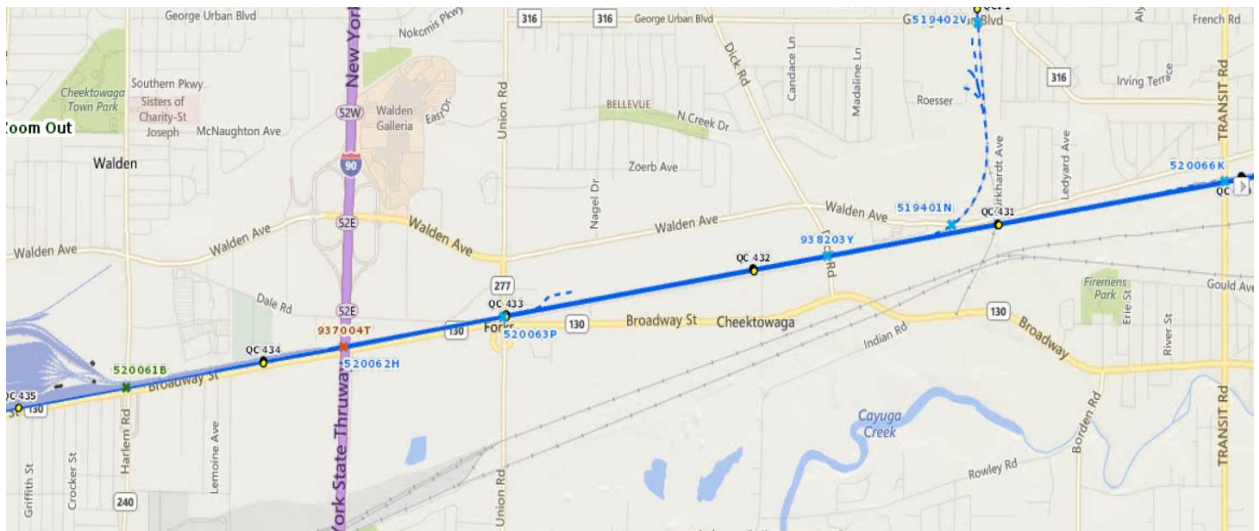 316
George Urban Blvd
Nokomis Pkwy
New York
519402V
French Rd
Southern Pkwy
Cheektowaga
Town Park
Sisters of
Charity-St
Joseph
McNaughton Ave
Zoom Out
Walden
52W
90
52E
Walden
Galleria
East Dr
Union Rd
Dick Rd
Candace Ln
Madaline Ln
316
316
Irving Terrace
BELLEVUE
N Creek Dr
Roesser
TRANSIT Rd
Zoerb Ave
Nagel Dr
Ledyard Ave
520066K
Walden Ave
Walden Ave
Walden Ave
Walden Ave
Walden Ave
519401N
QC 431
938203Y
QC 432
277
QC 433
Dale Rd
52E
937004T
130
Forks
520063P
130
Broadway St
Cheektowaga
Indian Rd
130
Broadway
Firemens
Park
Erie St
River St
Gould Ave
QC 434
520062H
520061B
Broadway St
QC 435
130
Harlem Rd
Lemoine Ave
Crocker St
Griffith St
240
York State Thruway
Union Rd
Cayuga
Creek
Rowley Rd
Borden Rd
TRANSIT Rd